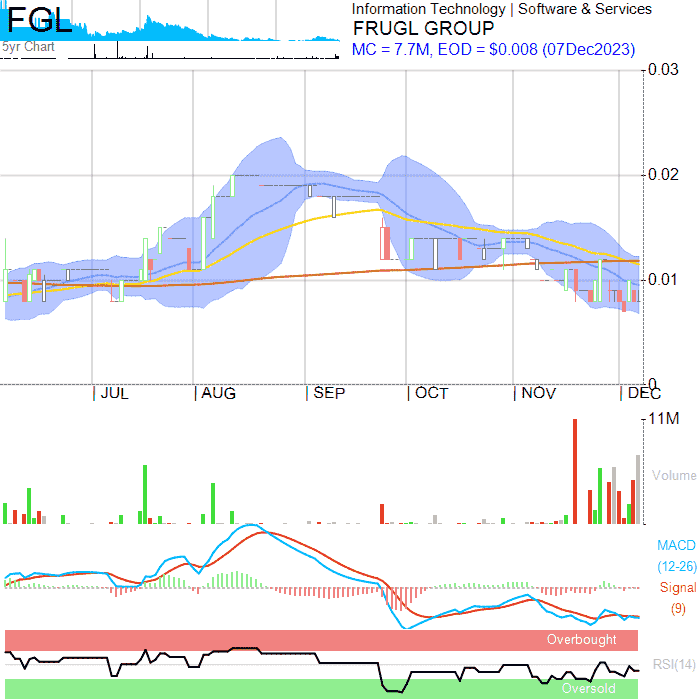 FGL
Information Technology | Software & Services
FRUGL GROUP
5yr Chart
MC = 7.7M, EOD = $0.008 (07Dec2023)
0.03
0.02
0.01
0
JUL AUG SEP OCT NOV DEC
11M
Volume
MACD
(12-26)
Signal
(9)
Overbought
RSI(14)
Oversold